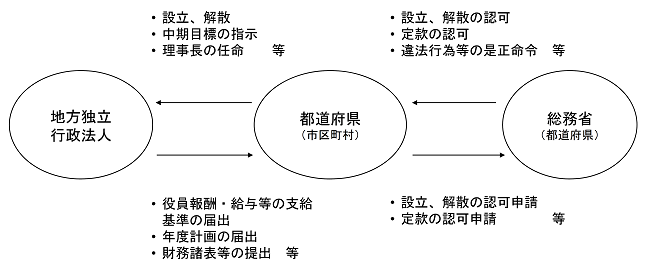 ・設立、解散
・中期目標の指示
・理事長の任命　等
・設立、解散の認可
・定款の認可
・違法行為等の是正命令　等
地方独立
行政法人
都道府県
（市区町村）
総務省
（都道府県）
・役員報酬・給与等の支給
基準の届出
・年度計画の届出
・財務諸表等の提出　等
・設立、解散の認可申請
・定款の認可申請　等